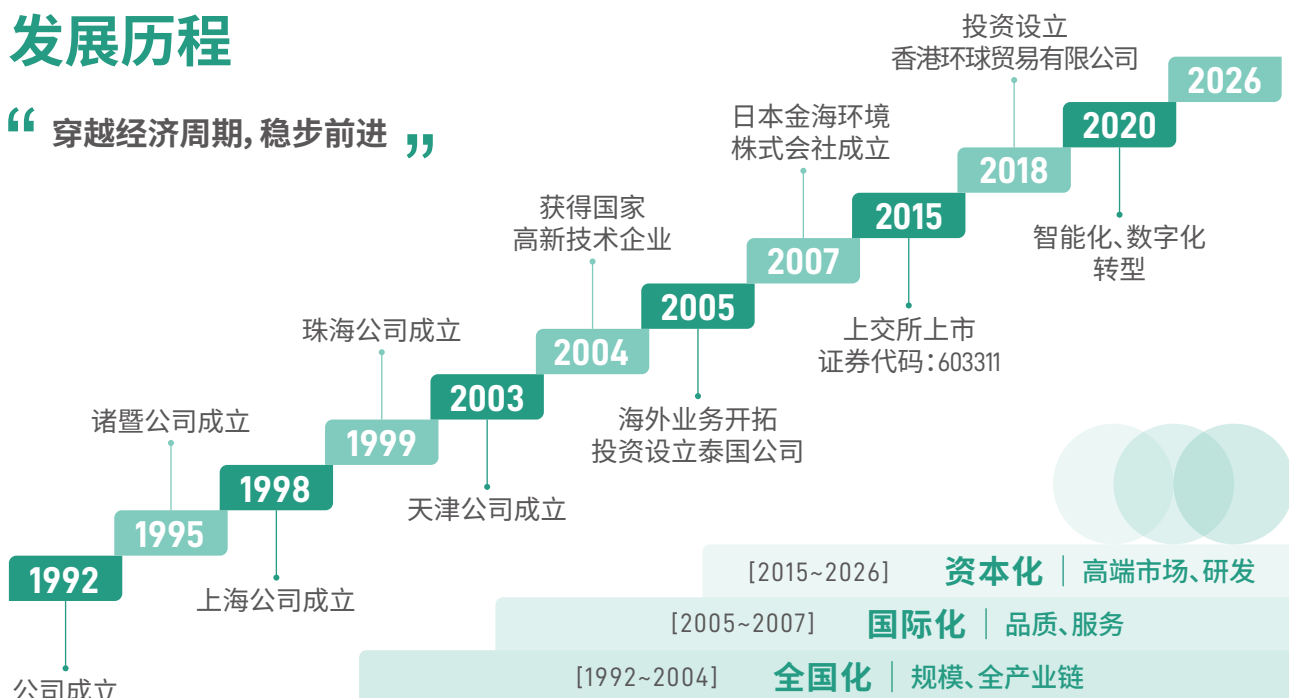 发展历程
“ 穿越经济周期，稳步前进 ”
1992
公司成立
1995
诸暨公司成立
1998
上海公司成立
1999
珠海公司成立
2003
天津公司成立
2004
获得国家
高新技术企业
2005
海外业务开拓
投资设立泰国公司
2007
日本金海环境
株式会社成立
2015
上交所上市
证券代码：603311
2018
投资设立
香港环球贸易有限公司
2020
智能化、数字化
转型
2026
[2015~2026] 资本化 | 高端市场、研发
[2005~2007] 国际化 | 品质、服务
[1992~2004] 全国化 | 规模、全产业链